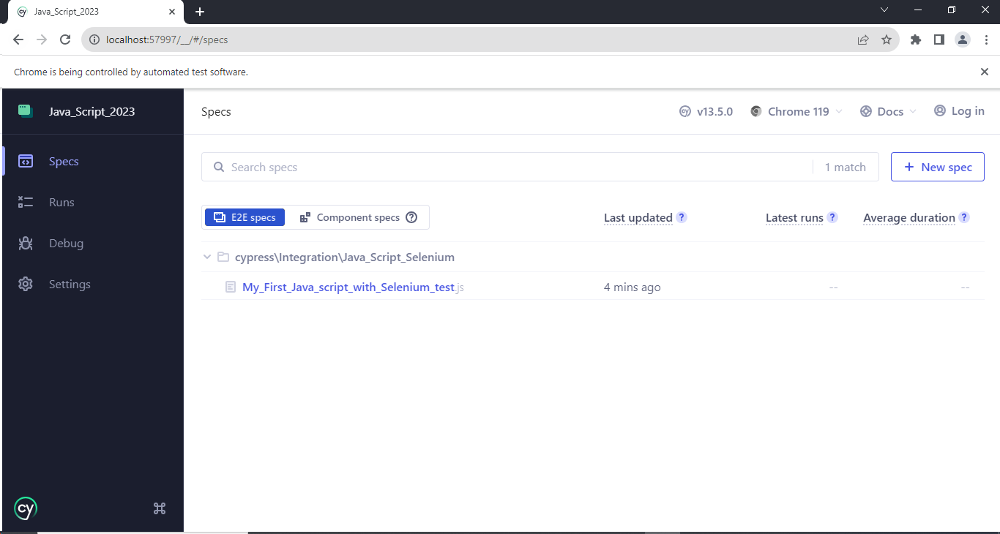 Java_Script_2023
localhost:57997/__/#/specs
Chrome is being controlled by automated test software.
Java_Script_2023
Specs
Runs
Debug
Settings
cy
Specs
cy v13.5.0 Chrome 119 Docs Log in
Search specs 1 match + New spec
E2E specs Component specs ? Last updated ? Latest runs ? Average duration ?
cypress\Integration\Java_Script_Selenium
My_First_Java_script_with_Selenium_test.js 4 mins ago -- --